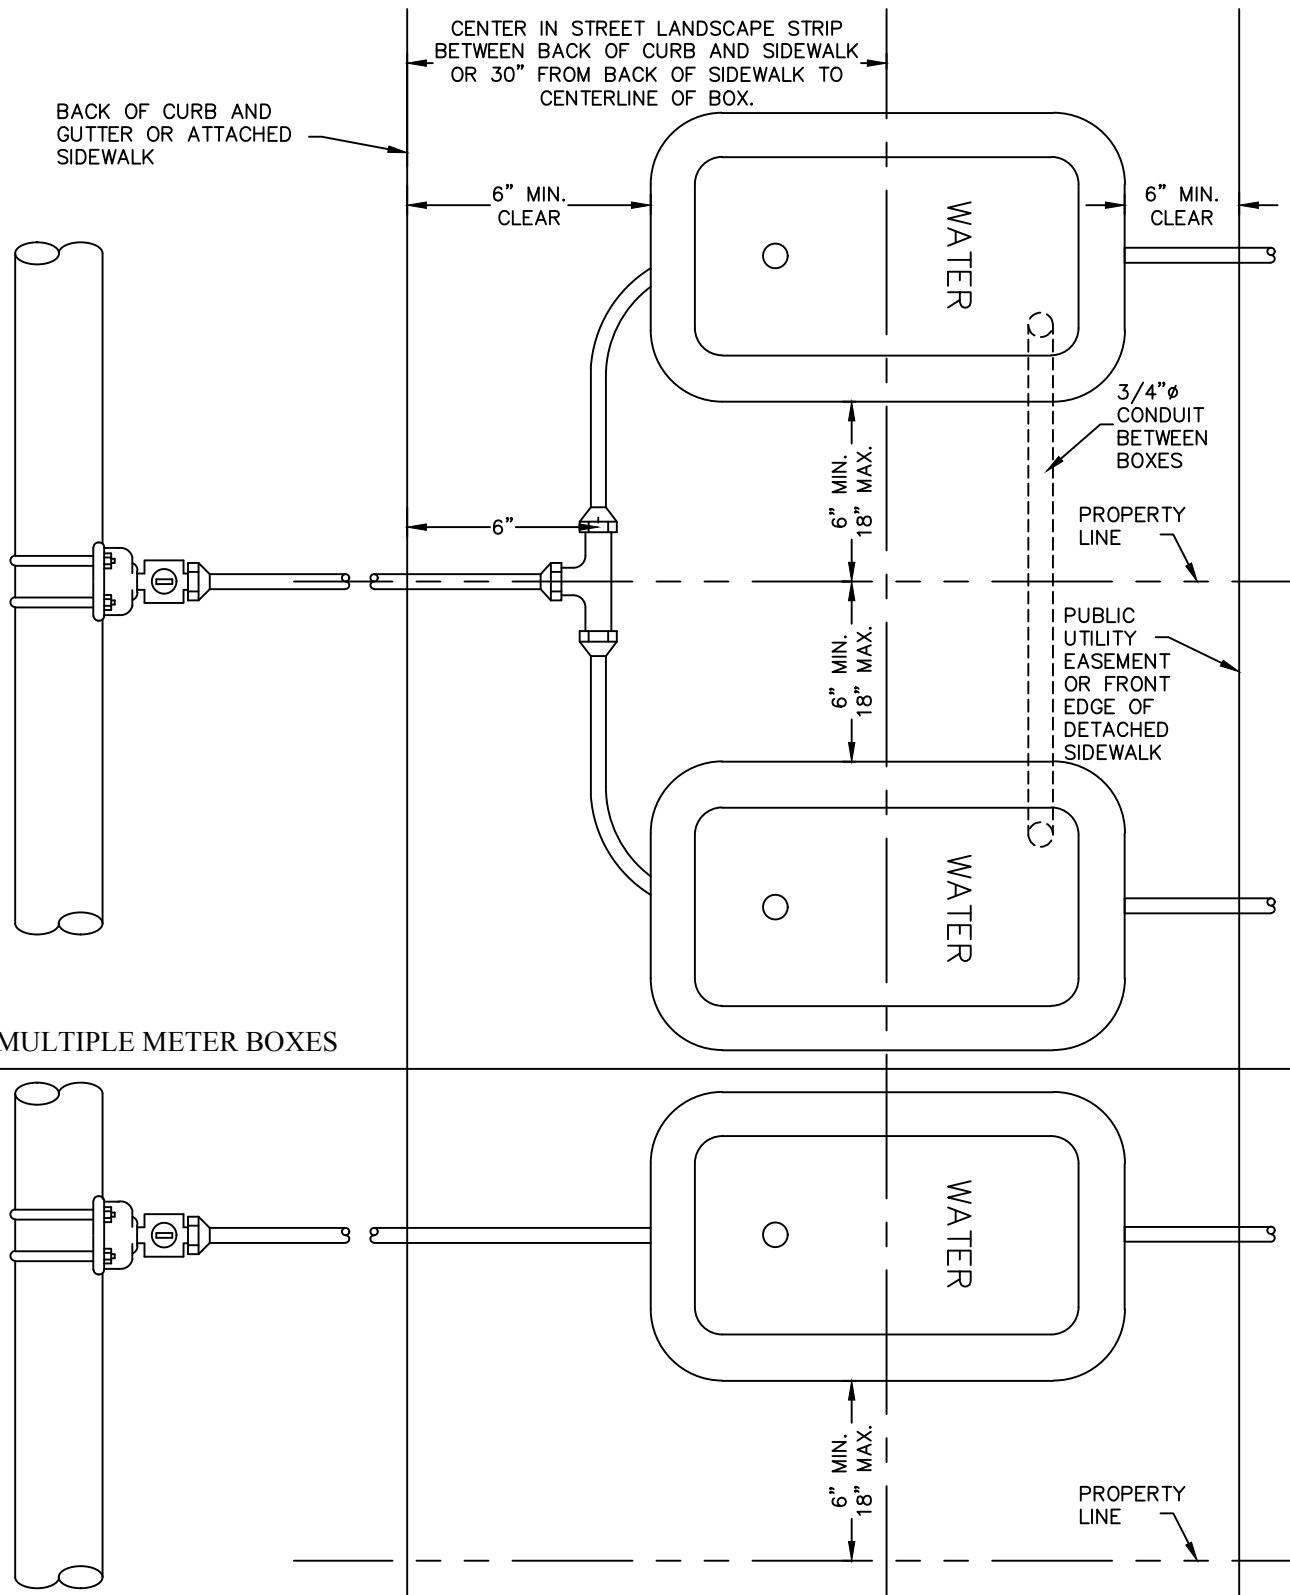 CENTER IN STREET LANDSCAPE STRIP
BETWEEN BACK OF CURB AND SIDEWALK
OR 30" FROM BACK OF SIDEWALK TO
CENTERLINE OF BOX.
BACK OF CURB AND
GUTTER OR ATTACHED
SIDEWALK
6" MIN.
CLEAR
WATER
6" MIN.
CLEAR
3/4"ø
CONDUIT
BETWEEN
BOXES
6" MIN.
18" MAX.
6"
PROPERTY
LINE
6" MIN.
18" MAX.
PUBLIC
UTILITY
EASEMENT
OR FRONT
EDGE OF
DETACHED
SIDEWALK
WATER
MULTIPLE METER BOXES
WATER
6" MIN.
18" MAX.
PROPERTY
LINE